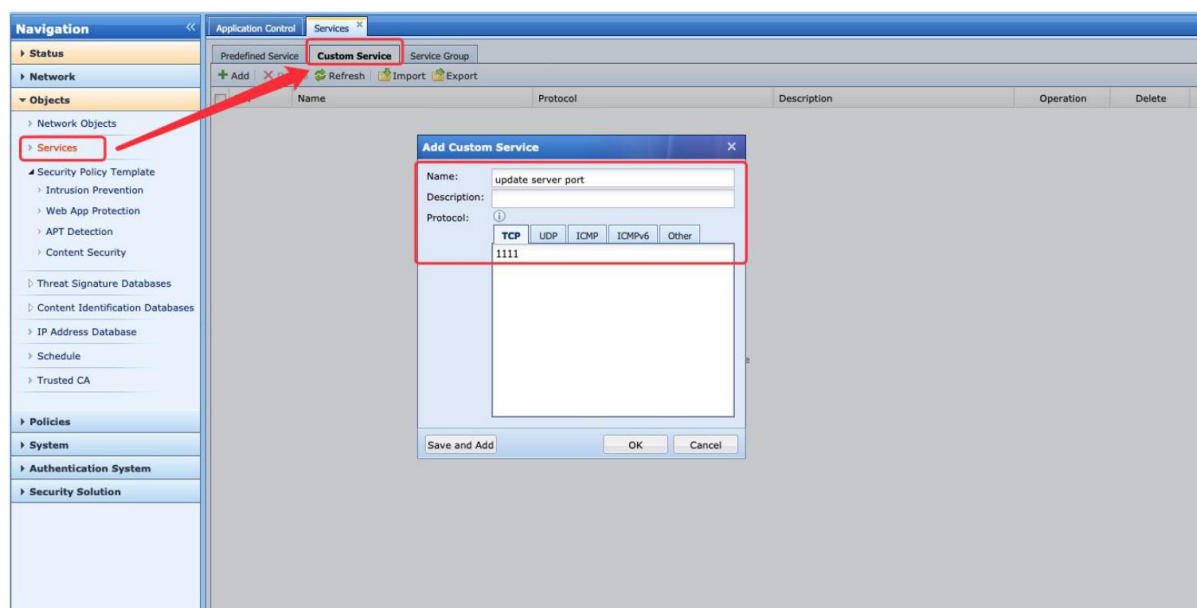 Navigation
Status
Network
Objects
Network Objects
Services
Security Policy Template
Intrusion Prevention
Web App Protection
APT Detection
Content Security
Threat Signature Databases
Content Identification Databases
IP Address Database
Schedule
Trusted CA
Policies
System
Authentication System
Security Solution
Application Control Services
Predefined Service Custom Service Service Group
Add Refresh Import Export
Name Protocol Description Operation Delete
Add Custom Service
Name: update server port
Description:
Protocol:
TCP UDP ICMP ICMPv6 Other
1111
Save and Add OK Cancel